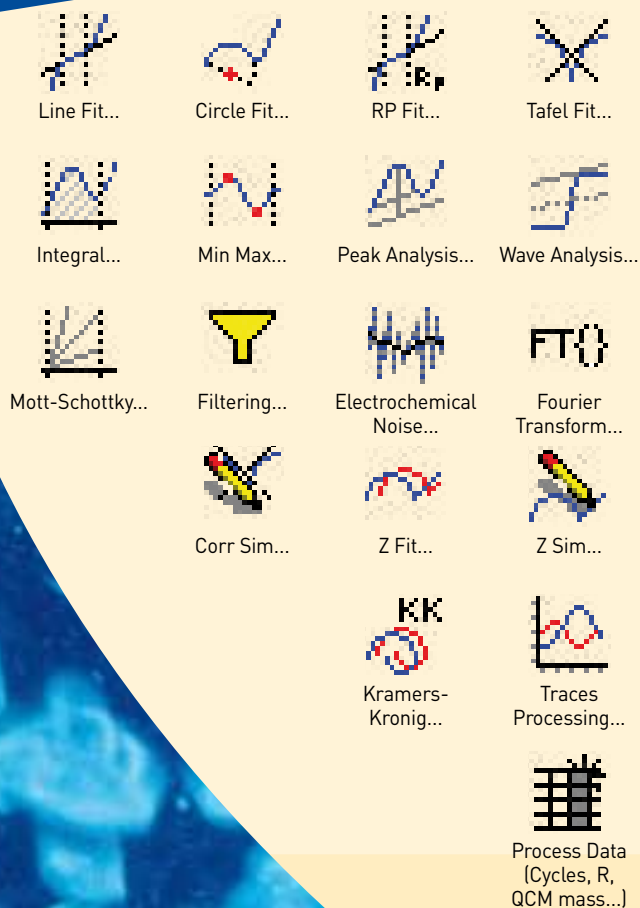 Rp
Line Fit...
Circle Fit...
RP Fit...
Tafel Fit...
Integral...
Min Max...
Peak Analysis...
Wave Analysis...
FT{}
Mott-Schottky...
Filtering...
Electrochemical
Noise...
Fourier
Transform...
Corr Sim...
Z Fit...
Z Sim...
KK
Kramers-
Kronig...
Traces
Processing...
Process Data
(Cycles, R,
QCM mass...)